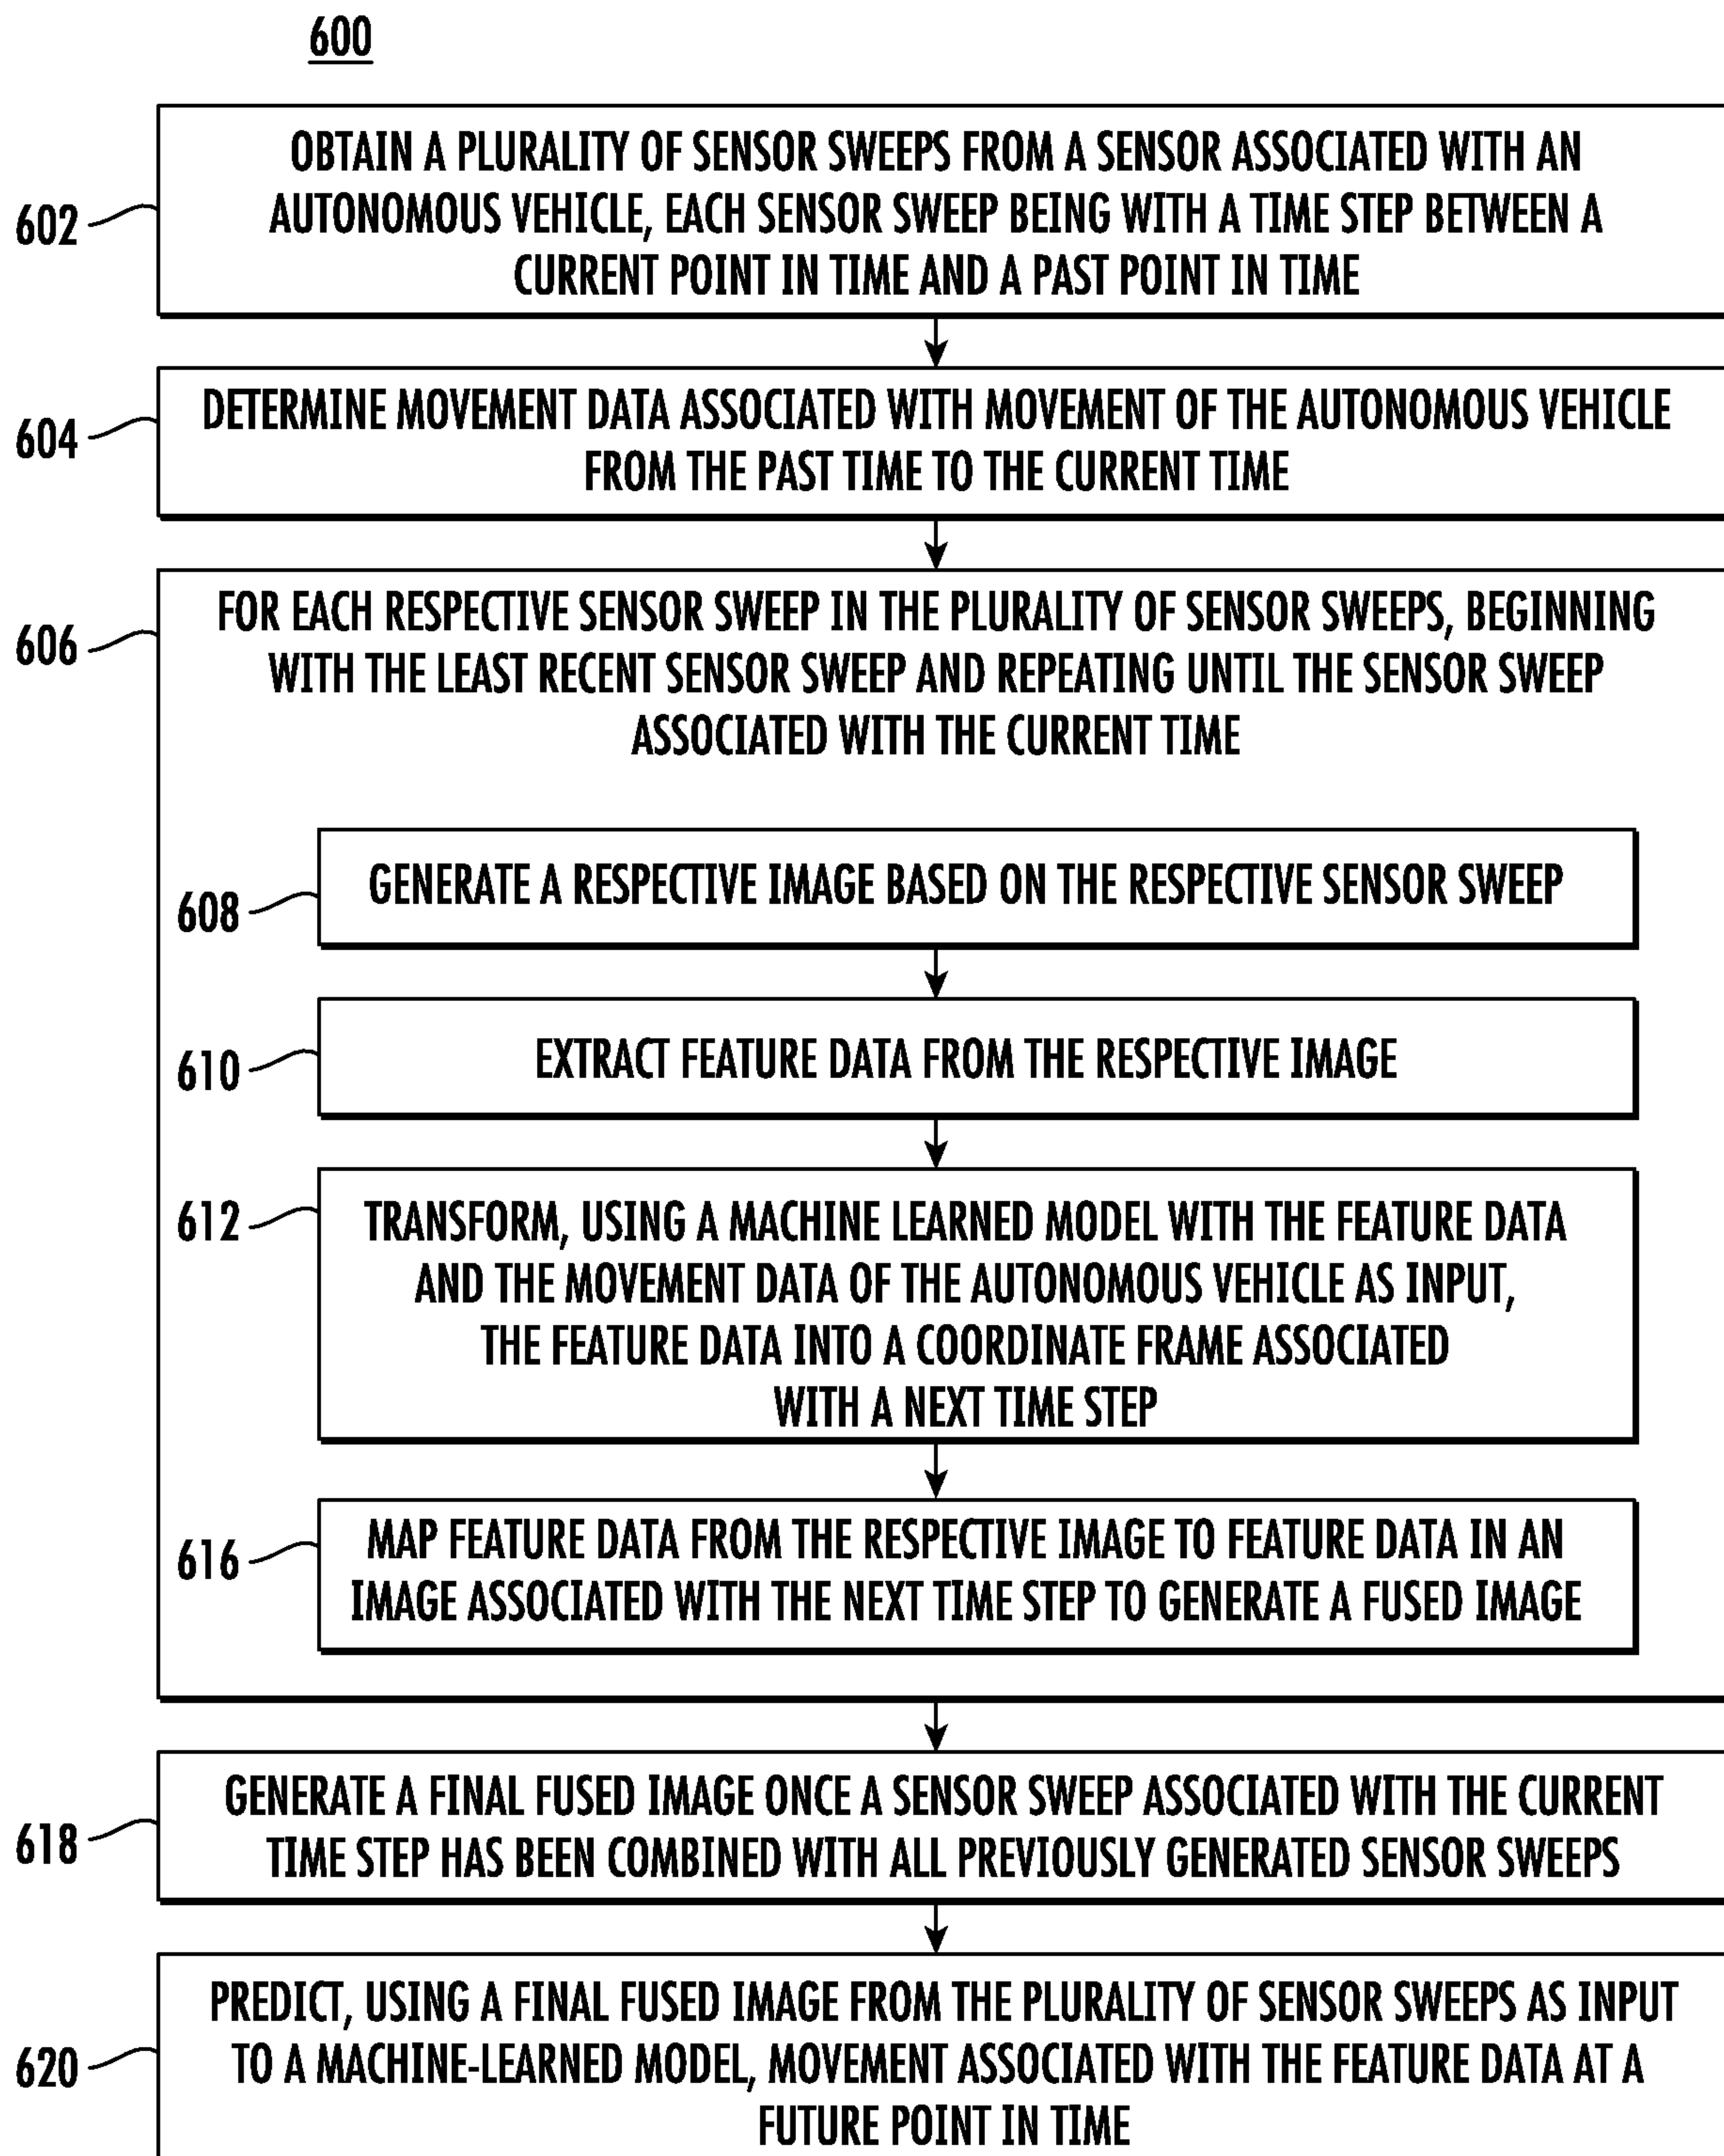 600
602
OBTAIN A PLURALITY OF SENSOR SWEEPS FROM A SENSOR ASSOCIATED WITH AN
AUTONOMOUS VEHICLE, EACH SENSOR SWEEP BEING WITH A TIME STEP BETWEEN A
CURRENT POINT IN TIME AND A PAST POINT IN TIME
604
DETERMINE MOVEMENT DATA ASSOCIATED WITH MOVEMENT OF THE AUTONOMOUS VEHICLE
FROM THE PAST TIME TO THE CURRENT TIME
606
FOR EACH RESPECTIVE SENSOR SWEEP IN THE PLURALITY OF SENSOR SWEEPS, BEGINNING
WITH THE LEAST RECENT SENSOR SWEEP AND REPEATING UNTIL THE SENSOR SWEEP
ASSOCIATED WITH THE CURRENT TIME
608
GENERATE A RESPECTIVE IMAGE BASED ON THE RESPECTIVE SENSOR SWEEP
610
EXTRACT FEATURE DATA FROM THE RESPECTIVE IMAGE
612
TRANSFORM, USING A MACHINE LEARNED MODEL WITH THE FEATURE DATA
AND THE MOVEMENT DATA OF THE AUTONOMOUS VEHICLE AS INPUT,
THE FEATURE DATA INTO A COORDINATE FRAME ASSOCIATED
WITH A NEXT TIME STEP
616
MAP FEATURE DATA FROM THE RESPECTIVE IMAGE TO FEATURE DATA IN AN
IMAGE ASSOCIATED WITH THE NEXT TIME STEP TO GENERATE A FUSED IMAGE
618
GENERATE A FINAL FUSED IMAGE ONCE A SENSOR SWEEP ASSOCIATED WITH THE CURRENT
TIME STEP HAS BEEN COMBINED WITH ALL PREVIOUSLY GENERATED SENSOR SWEEPS
620
PREDICT, USING A FINAL FUSED IMAGE FROM THE PLURALITY OF SENSOR SWEEPS AS INPUT
TO A MACHINE-LEARNED MODEL, MOVEMENT ASSOCIATED WITH THE FEATURE DATA AT A
FUTURE POINT IN TIME